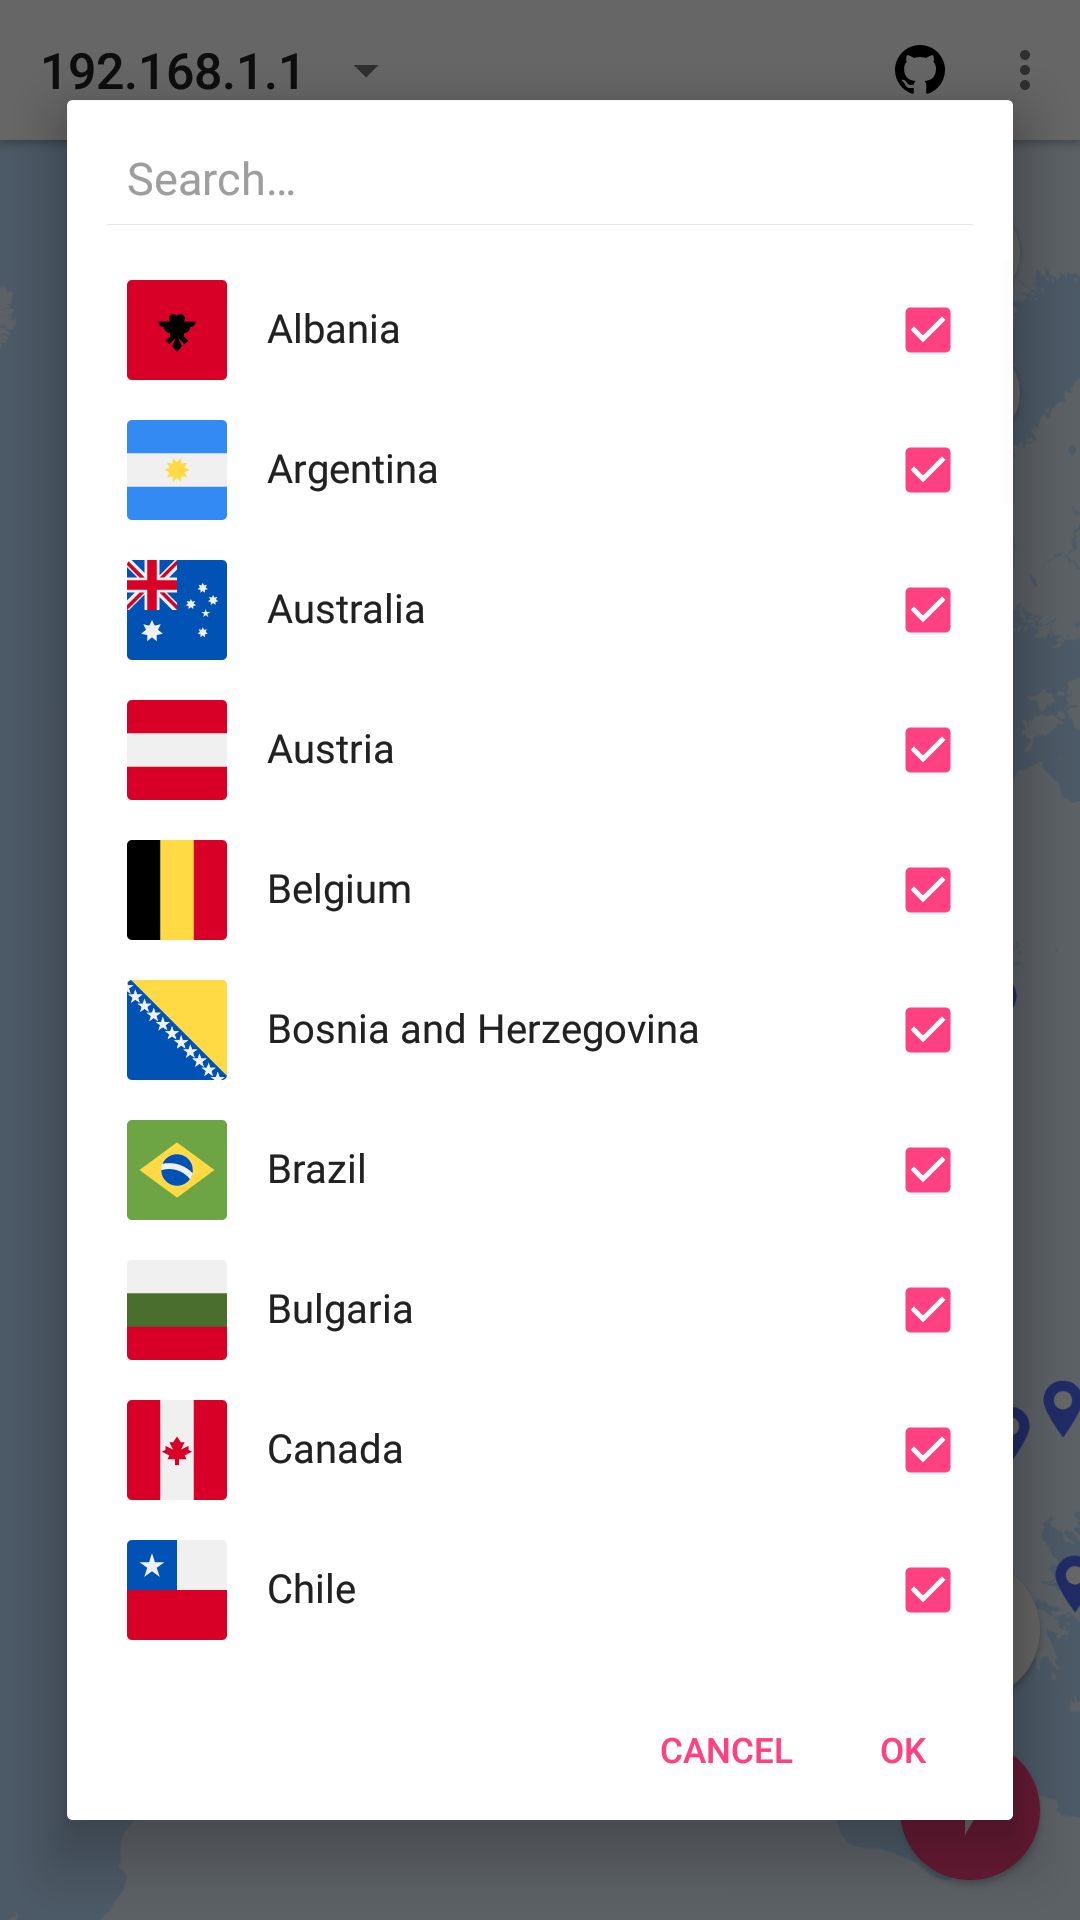 192.168.1.1
Search...
Albania
Argentina
Australia
Austria
Belgium
Bosnia and Herzegovina
Brazil
Bulgaria
Canada
Chile
CANCEL OK